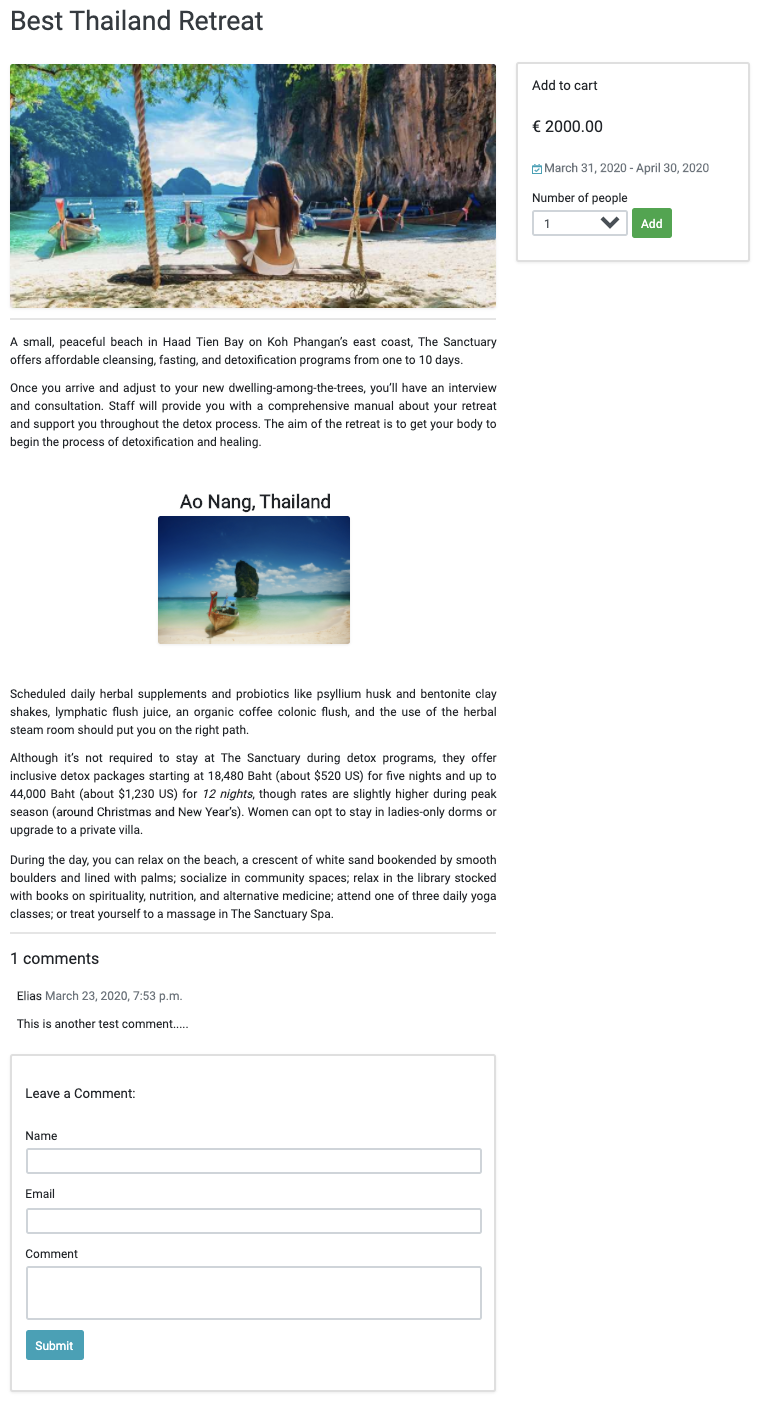 Best Thailand Retreat
Add to cart
€ 2000.00
March 31, 2020 - April 30, 2020
Number of people
1
Add
A small, peaceful beach in Haad Tien Bay on Koh Phangan’s east coast, The Sanctuary
offers affordable cleansing, fasting, and detoxification programs from one to 10 days.
Once you arrive and adjust to your new dwelling-among-the-trees, you’ll have an interview
and consultation. Staff will provide you with a comprehensive manual about your retreat
and support you throughout the detox process. The aim of the retreat is to get your body to
begin the process of detoxification and healing.
Ao Nang, Thailand
Scheduled daily herbal supplements and probiotics like psyllium husk and bentonite clay
shakes, lymphatic flush juice, an organic coffee colonic flush, and the use of the herbal
steam room should put you on the right path.
Although it’s not required to stay at The Sanctuary during detox programs, they offer
inclusive detox packages starting at 18,480 Baht (about $520 US) for five nights and up to
44,000 Baht (about $1,230 US) for 12 nights, though rates are slightly higher during peak
season (around Christmas and New Year’s). Women can opt to stay in ladies-only dorms or
upgrade to a private villa.
During the day, you can relax on the beach, a crescent of white sand bookended by smooth
boulders and lined with palms; socialize in community spaces; relax in the library stocked
with books on spirituality, nutrition, and alternative medicine; attend one of three daily yoga
classes; or treat yourself to a massage in The Sanctuary Spa.
1 comments
Elias March 23, 2020, 7:53 p.m.
This is another test comment.....
Leave a Comment:
Name
Email
Comment
Submit